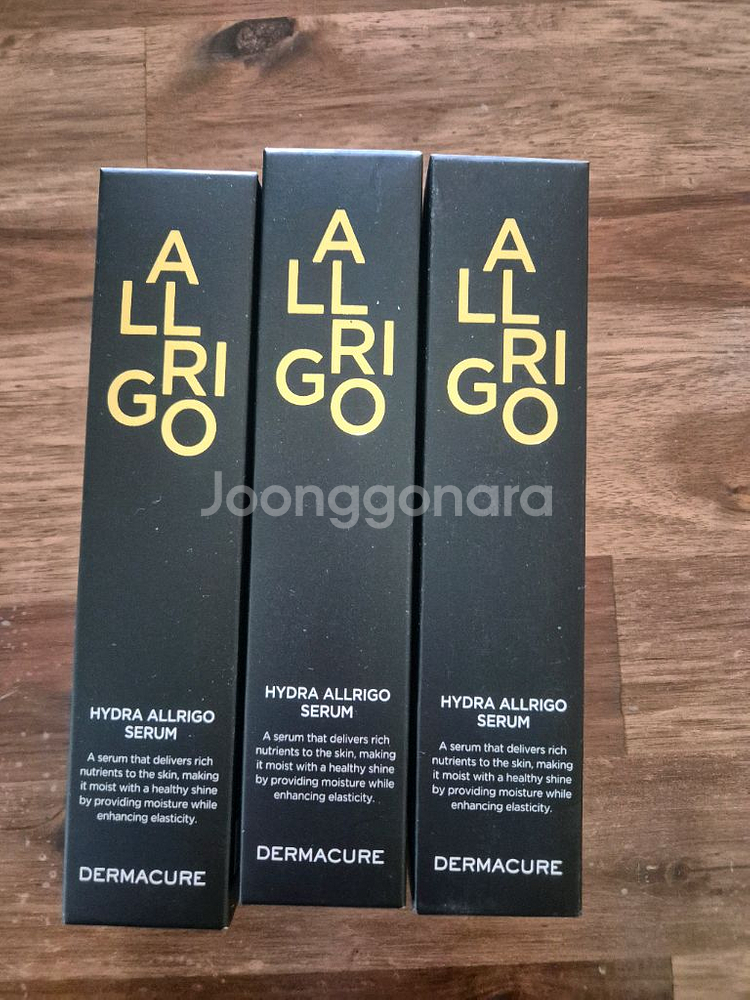 A
LL
RI
GO
HYDRA ALLRIGO
SERUM
A serum that delivers rich
nutrients to the skin, making
it moist with a healthy shine
by providing moisture while
enhancing elasticity.
DERMACURE
A
LL
RI
GO
HYDRA ALLRIGO
SERUM
A serum that delivers rich
nutrients to the skin, making
it moist with a healthy shine
by providing moisture while
enhancing elasticity.
DERMACURE
A
LL
RI
GO
HYDRA ALLRIGO
SERUM
A serum that delivers rich
nutrients to the skin, making
it moist with a healthy shine
by providing moisture while
enhancing elasticity.
DERMACURE
Joonggonara